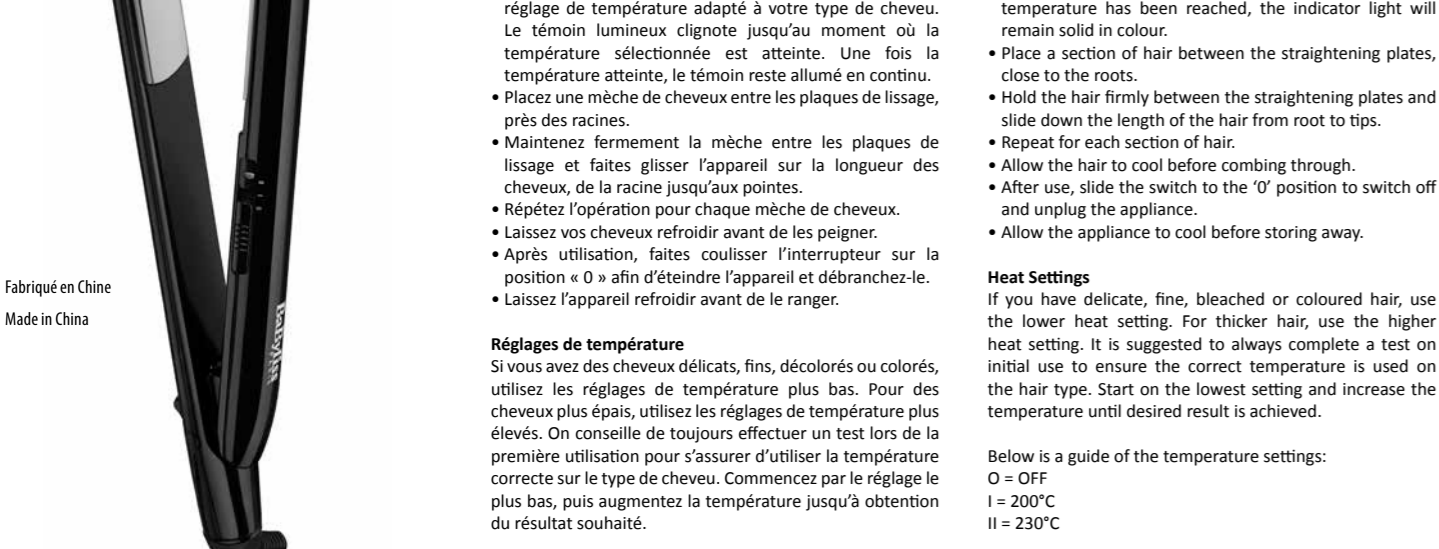 Fabriqué en Chine
Made in China
BaByliss
réglage de température adapté à votre type de cheveu.
Le témoin lumineux clignote jusqu’au moment où la
température sélectionnée est atteinte. Une fois la
température atteinte, le témoin reste allumé en continu.
• Placez une mèche de cheveux entre les plaques de lissage,
près des racines.
• Maintenez fermement la mèche entre les plaques de
lissage et faites glisser l’appareil sur la longueur des
cheveux, de la racine jusqu’aux pointes.
• Répétez l’opération pour chaque mèche de cheveux.
• Laissez vos cheveux refroidir avant de les peigner.
• Après utilisation, faites coulisser l’interrupteur sur la
position « 0 » afin d’éteindre l’appareil et débranchez-le.
• Laissez l’appareil refroidir avant de le ranger.
Réglages de température
Si vous avez des cheveux délicats, fins, décolorés ou colorés,
utilisez les réglages de température plus bas. Pour des
cheveux plus épais, utilisez les réglages de température plus
élevés. On conseille de toujours effectuer un test lors de la
première utilisation pour s’assurer d’utiliser la température
correcte sur le type de cheveu. Commencez par le réglage le
plus bas, puis augmentez la température jusqu’à obtention
du résultat souhaité.
temperature has been reached, the indicator light will
remain solid in colour.
• Place a section of hair between the straightening plates,
close to the roots.
• Hold the hair firmly between the straightening plates and
slide down the length of the hair from root to tips.
• Repeat for each section of hair.
• Allow the hair to cool before combing through.
• After use, slide the switch to the ‘0’ position to switch off
and unplug the appliance.
• Allow the appliance to cool before storing away.
Heat Settings
If you have delicate, fine, bleached or coloured hair, use
the lower heat setting. For thicker hair, use the higher
heat setting. It is suggested to always complete a test on
initial use to ensure the correct temperature is used on
the hair type. Start on the lowest setting and increase the
temperature until desired result is achieved.
Below is a guide of the temperature settings:
O = OFF
I = 200°C
II = 230°C